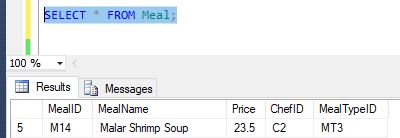 SELECT * FROM Meal;
100 %
Results Messages
MealID MealName Price ChefID MealTypeID
5 M14 Malar Shrimp Soup 23.5 C2 MT3